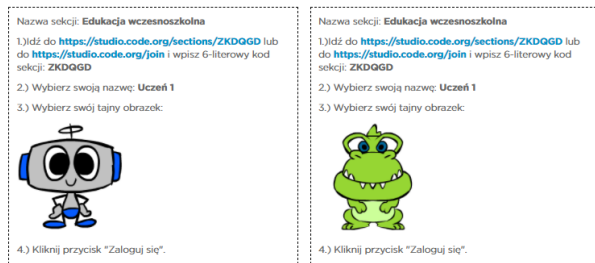 Nazwa sekcji: Edukacja wczesnoszkolna
1.)Idź do https://studio.code.org/sections/ZKDQGD lub
do https://studio.code.org/join i wpisz 6-literowy kod
sekcji: ZKDQGD
2.) Wybierz swoją nazwę: Uczeń 1
3.) Wybierz swój tajny obrazek:
4.) Kliknij przycisk "Zaloguj się".
Nazwa sekcji: Edukacja wczesnoszkolna
1.)Idź do https://studio.code.org/sections/ZKDQGD lub
do https://studio.code.org/join i wpisz 6-literowy kod
sekcji: ZKDQGD
2.) Wybierz swoją nazwę: Uczeń 1
3.) Wybierz swój tajny obrazek:
4.) Kliknij przycisk "Zaloguj się".